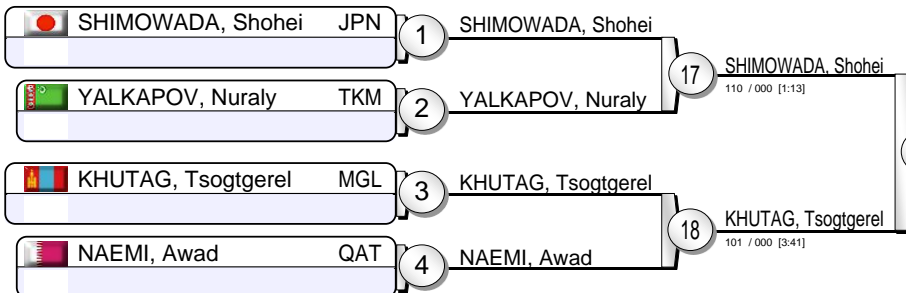 SHIMOWADA, Shohei JPN 1 SHIMOWADA, Shohei
17 SHIMOWADA, Shohei
110 / 000 [1:13]
YALKAPOV, Nuraly TKM 2 YALKAPOV, Nuraly
KHUTAG, Tsogtgerel MGL 3 KHUTAG, Tsogtgerel
18 KHUTAG, Tsogtgerel
101 / 000 [3:41]
NAEMI, Awad QAT 4 NAEMI, Awad